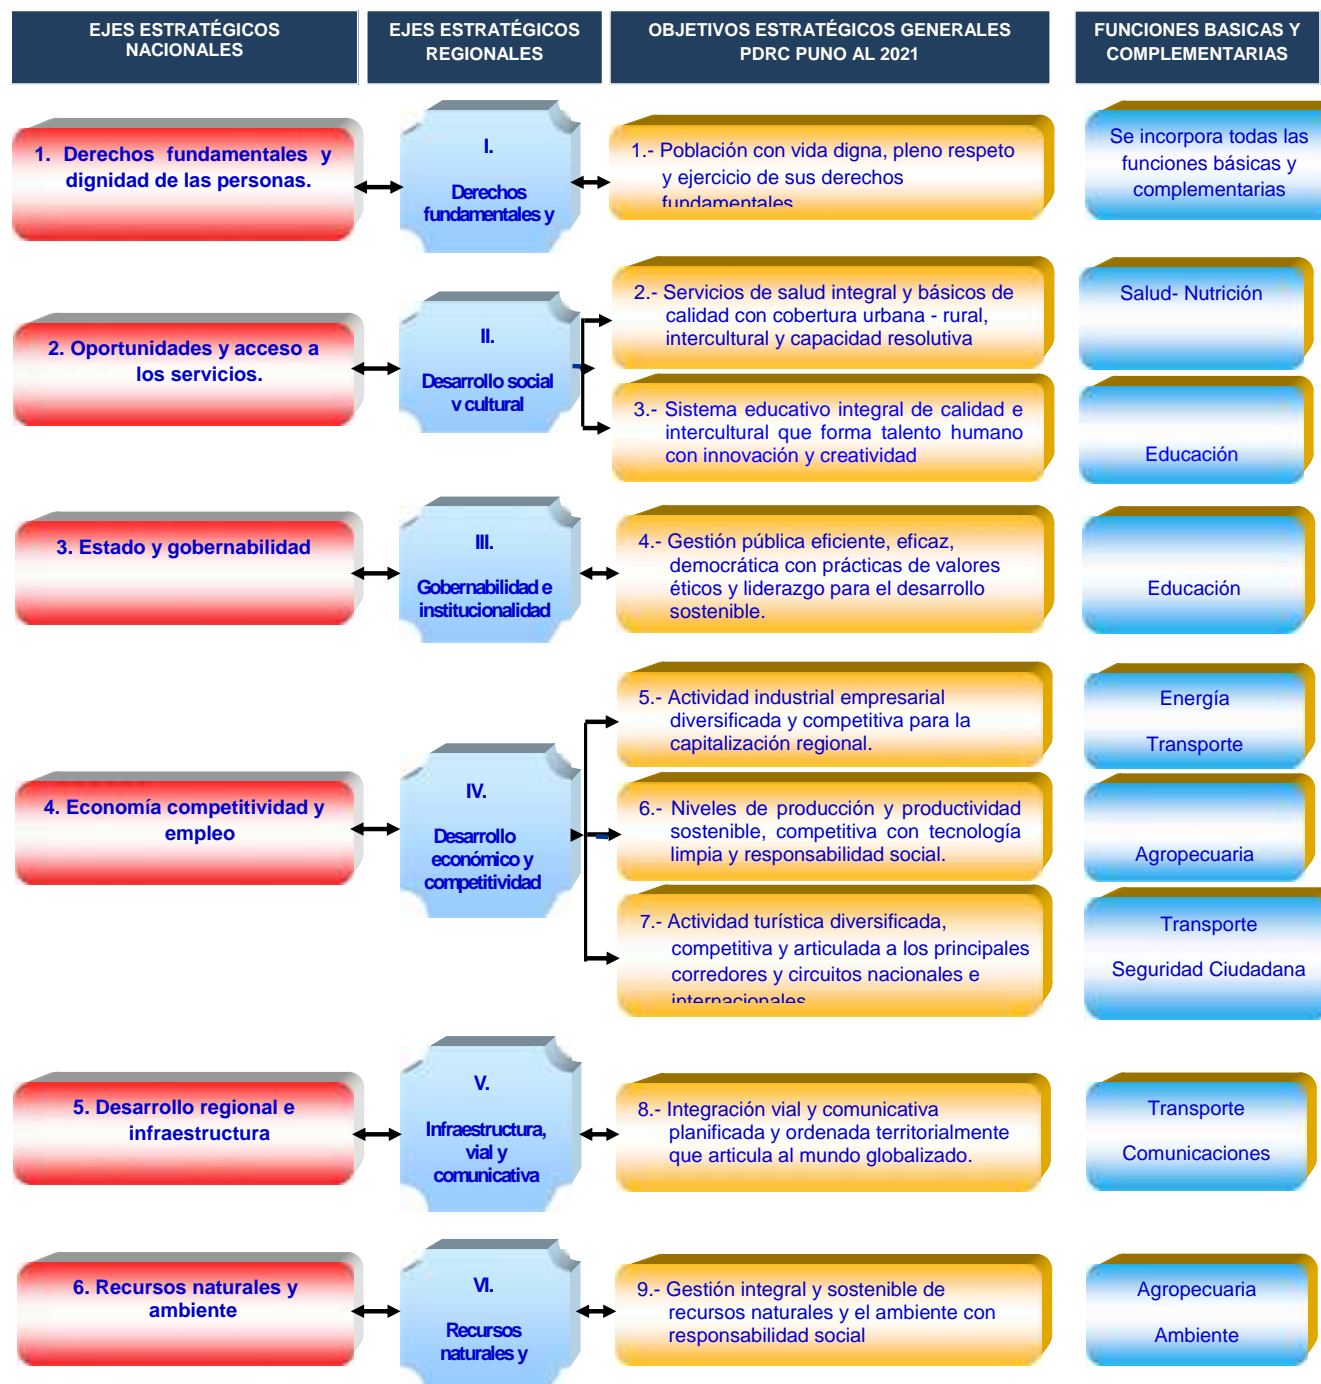 EJES ESTRATÉGICOS
NACIONALES
EJES ESTRATÉGICOS
REGIONALES
OBJETIVOS ESTRATÉGICOS GENERALES
PDRC PUNO AL 2021
FUNCIONES BASICAS Y
COMPLEMENTARIAS
1. Derechos fundamentales y
dignidad de las personas.
I.
Derechos
fundamentales y
1.- Población con vida digna, pleno respeto
y ejercicio de sus derechos
fundamentales
Se incorpora todas las
funciones básicas y
complementarias
2. Oportunidades y acceso a
los servicios.
II.
Desarrollo social
y cultural
2.- Servicios de salud integral y básicos de
calidad con cobertura urbana - rural,
intercultural y capacidad resolutiva
Salud- Nutrición
3.- Sistema educativo integral de calidad e
intercultural que forma talento humano
con innovación y creatividad
Educación
3. Estado y gobernabilidad
III.
Gobernabilidad e
institucionalidad
4.- Gestión pública eficiente, eficaz,
democrática con prácticas de valores
éticos y liderazgo para el desarrollo
sostenible.
Educación
4. Economía competitividad y
empleo
IV.
Desarrollo
económico y
competitividad
5.- Actividad industrial empresarial
diversificada y competitiva para la
capitalización regional.
Energía
Transporte
6.- Niveles de producción y productividad
sostenible, competitiva con tecnología
limpia y responsabilidad social.
Agropecuaria
7.- Actividad turística diversificada,
competitiva y articulada a los principales
corredores y circuitos nacionales e
internacionales
Transporte
Seguridad Ciudadana
5. Desarrollo regional e
infraestructura
V.
Infraestructura,
vial y
comunicativa
8.- Integración vial y comunicativa
planificada y ordenada territorialmente
que articula al mundo globalizado.
Transporte
Comunicaciones
6. Recursos naturales y
ambiente
VI.
Recursos
naturales y
9.- Gestión integral y sostenible de
recursos naturales y el ambiente con
responsabilidad social
Agropecuaria
Ambiente